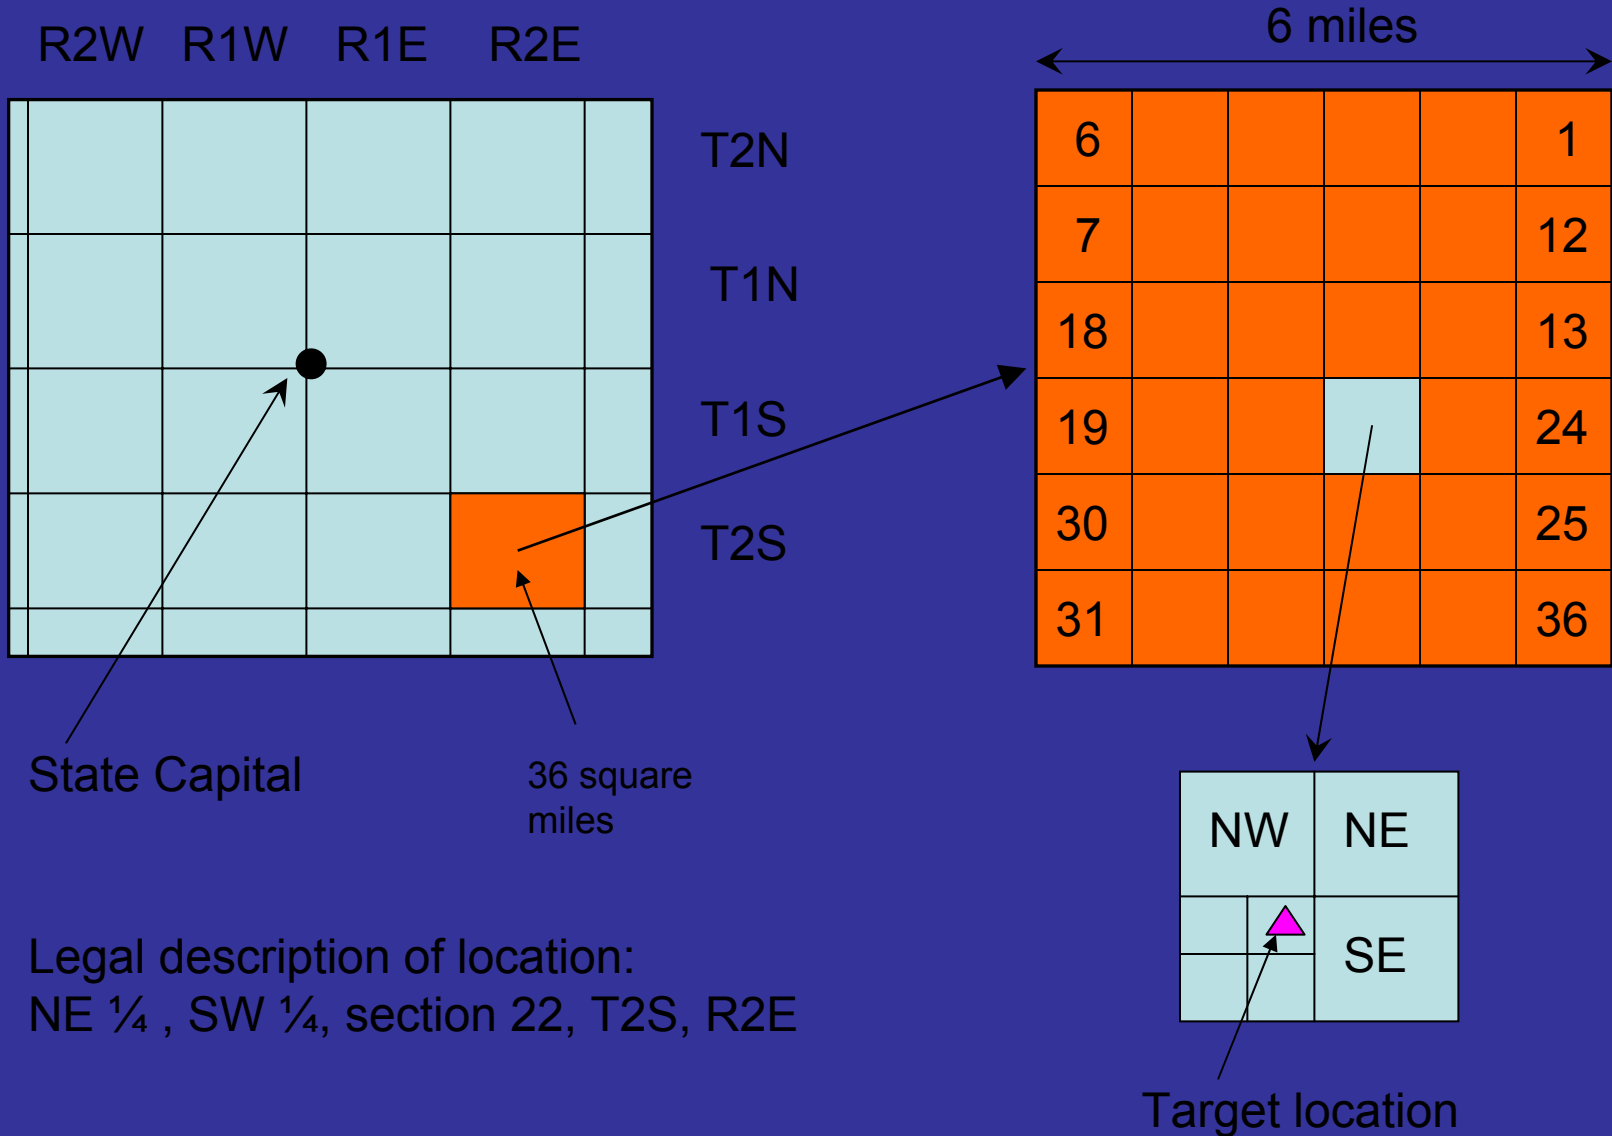 R2W R1W R1E R2E
T2N
T1N
T1S
T2S
State Capital
36 square
miles
6 miles
6 1
7 12
18 13
19 24
30 25
31 36
NW NE
SE
Target location
Legal description of location:
NE ¼ , SW ¼, section 22, T2S, R2E